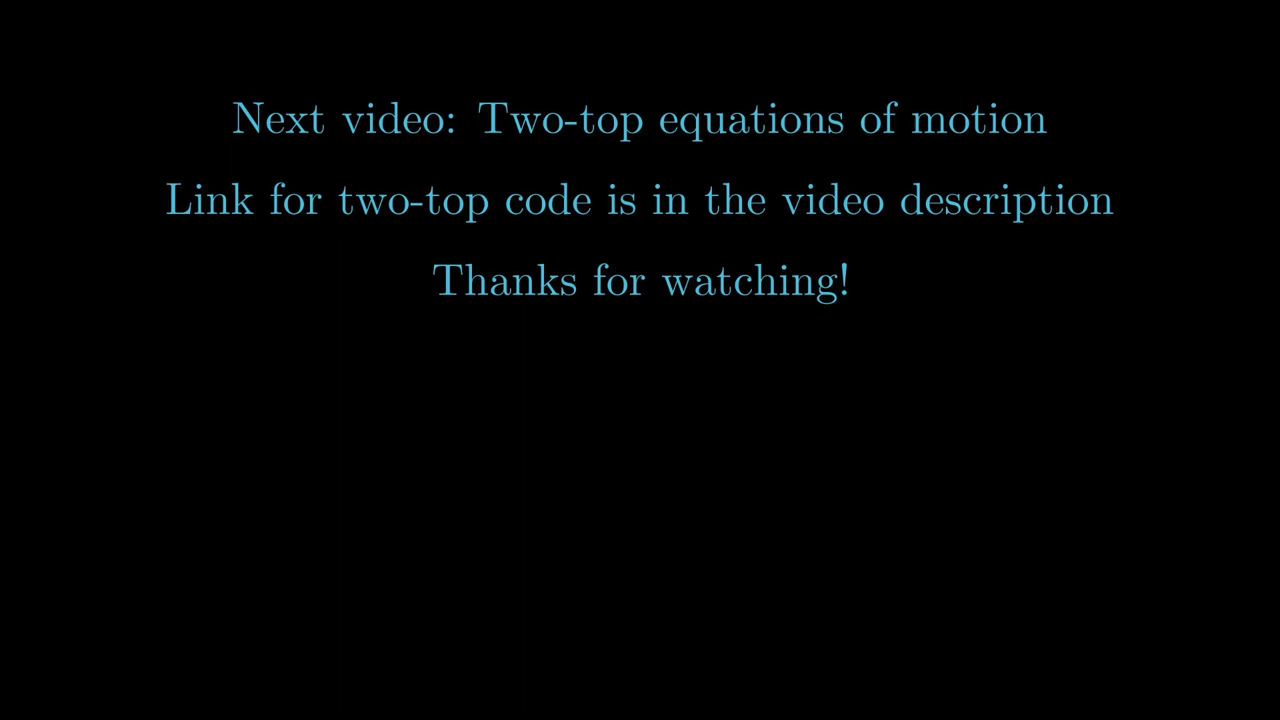 Next video: Two-top equations of motion
Link for two-top code is in the video description
Thanks for watching!